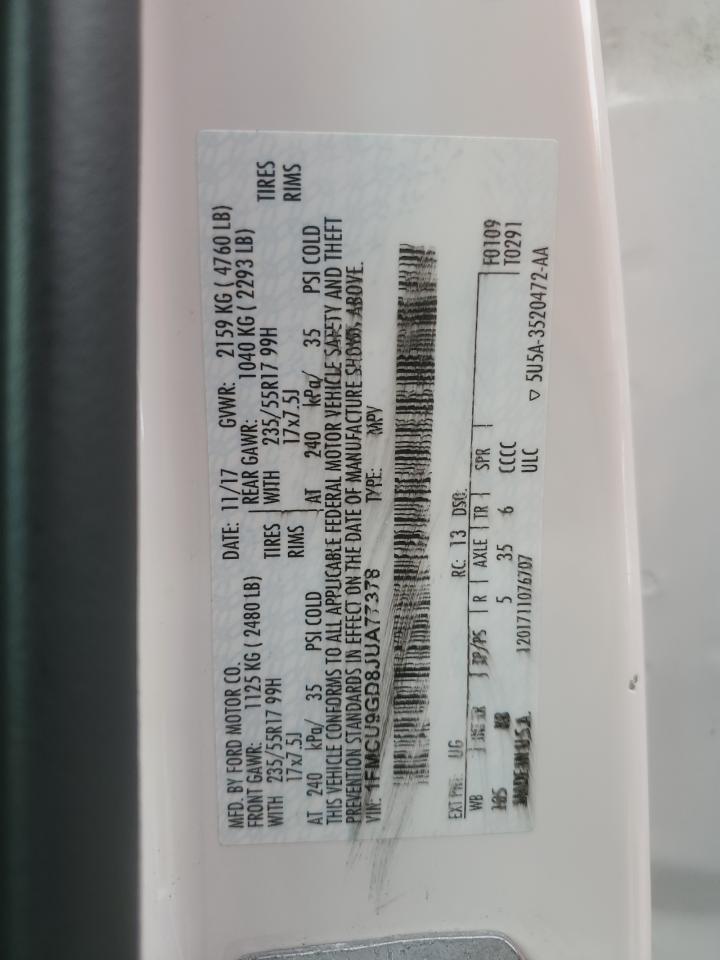 MFD. BY FORD MOTOR CO.
DATE: 11/17 GVWR: 2159 KG ( 4760 LB)
FRONT GAWR: 1125 KG ( 2480 LB) REAR GAWR: 1040 KG ( 2293 LB)
WITH 235/55R17 99H TIRES WITH 235/55R17 99H TIRES
17x7.5J RIMS 17x7.5J RIMS
AT 240 kPa/ 35 PSI COLD AT 240 kPa/ 35 PSI COLD
THIS VEHICLE CONFORMS TO ALL APPLICABLE FEDERAL MOTOR VEHICLE SAFETY AND THEFT
PREVENTION STANDARDS IN EFFECT ON THE DATE OF MANUFACTURE SHOWN ABOVE.
VIN: 1FMCU9GD8JUA77378 TYPE: MPV
EXT PNT: UG RC: 13 DSO: F0109
WB R AXLE TR SPR T0291
105 5 35 6 CCCC
MADE IN U.S.A. 1201711076707 ULC
▽ 5U5A-3520472-AA